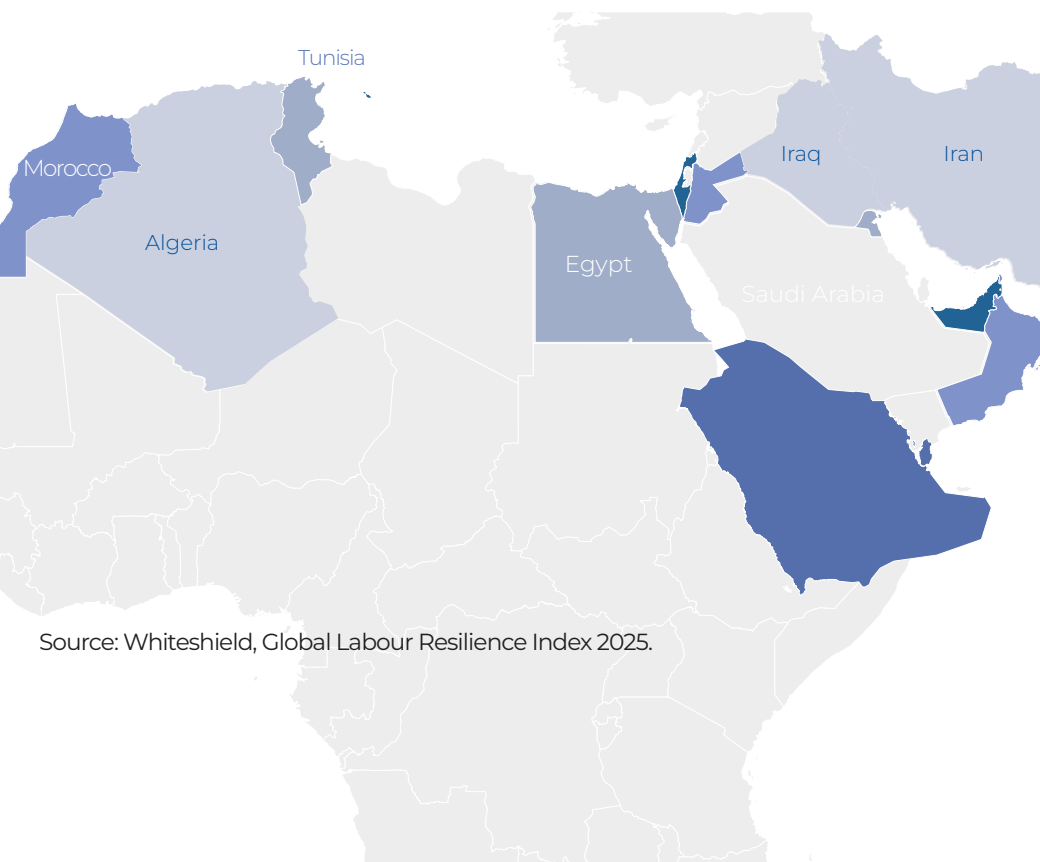 Tunisia
Morocco
Iraq
Iran
Algeria
Egypt
Saudi Arabia
Source: Whiteshield, Global Labour Resilience Index 2025.